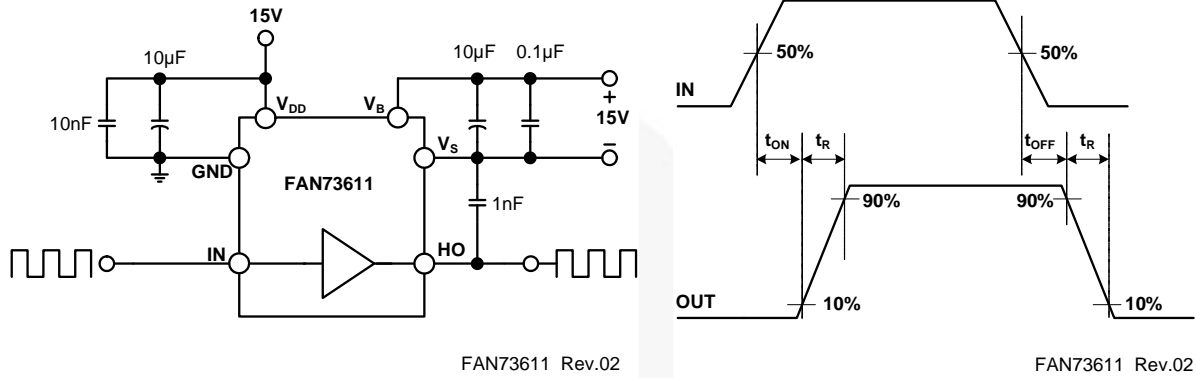 15V
10µF
10µF
0.1µF
V_DD
V_B
+
15V
−
10nF
V_S
GND
FAN73611
1nF
IN
HO
FAN73611 Rev.02
50%
50%
IN
t_ON
t_R
t_OFF
t_R
90%
90%
OUT
10%
10%
FAN73611 Rev.02